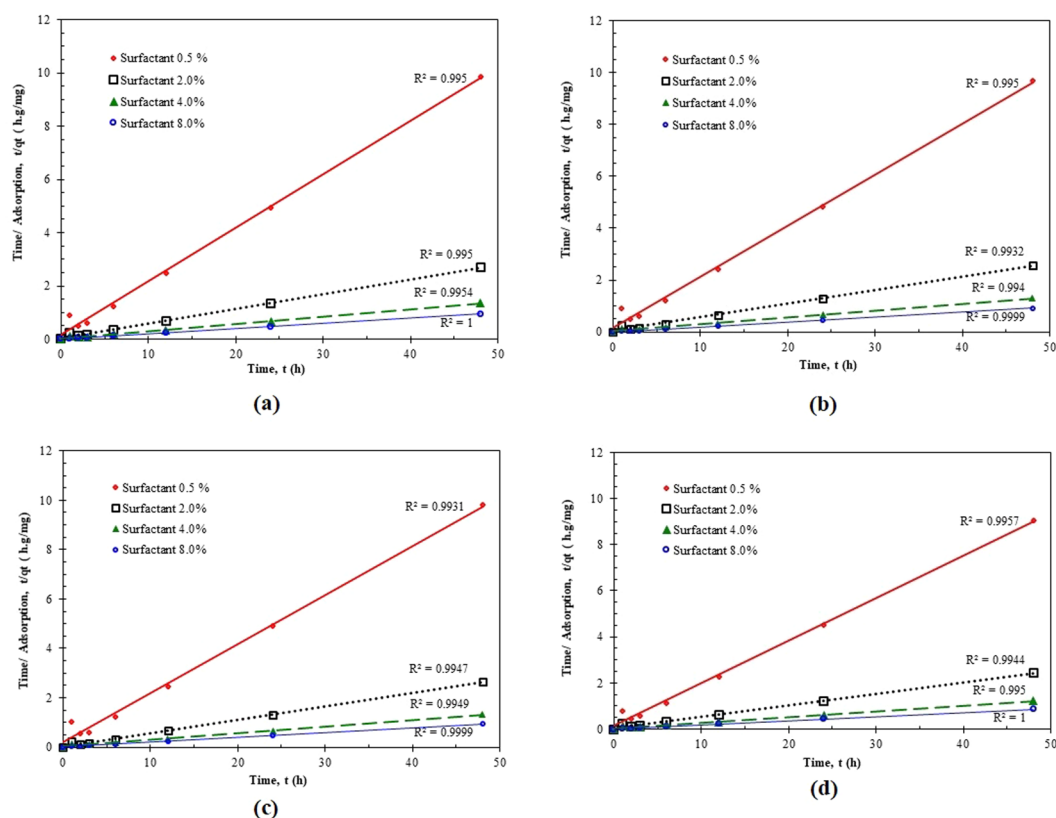 12
10
8
6
4
2
0
Time/ Adsorption, t/qt ( h.g/mg)
Surfactant 0.5 %
Surfactant 2.0%
Surfactant 4.0%
Surfactant 8.0%
R² = 0.995
R² = 0.995
R² = 0.9954
R² = 1
0 10 20 30 40 50
Time, t (h)
(a)
12
10
8
6
4
2
0
Time/ Adsorption, t/qt ( h.g/mg)
Surfactant 0.5 %
Surfactant 2.0%
Surfactant 4.0%
Surfactant 8.0%
R² = 0.995
R² = 0.9932
R² = 0.994
R² = 0.9999
0 10 20 30 40 50
Time, t (h)
(b)
12
10
8
6
4
2
0
Time/ Adsorption, t/qt ( h.g/mg)
Surfactant 0.5 %
Surfactant 2.0%
Surfactant 4.0%
Surfactant 8.0%
R² = 0.9931
R² = 0.9947
R² = 0.9949
R² = 0.9999
0 10 20 30 40 50
Time, t (h)
(c)
12
10
8
6
4
2
0
Time/ Adsorption, t/qt ( h.g/mg)
Surfactant 0.5 %
Surfactant 2.0%
Surfactant 4.0%
Surfactant 8.0%
R² = 0.9957
R² = 0.9944
R² = 0.995
R² = 1
0 10 20 30 40 50
Time, t (h)
(d)